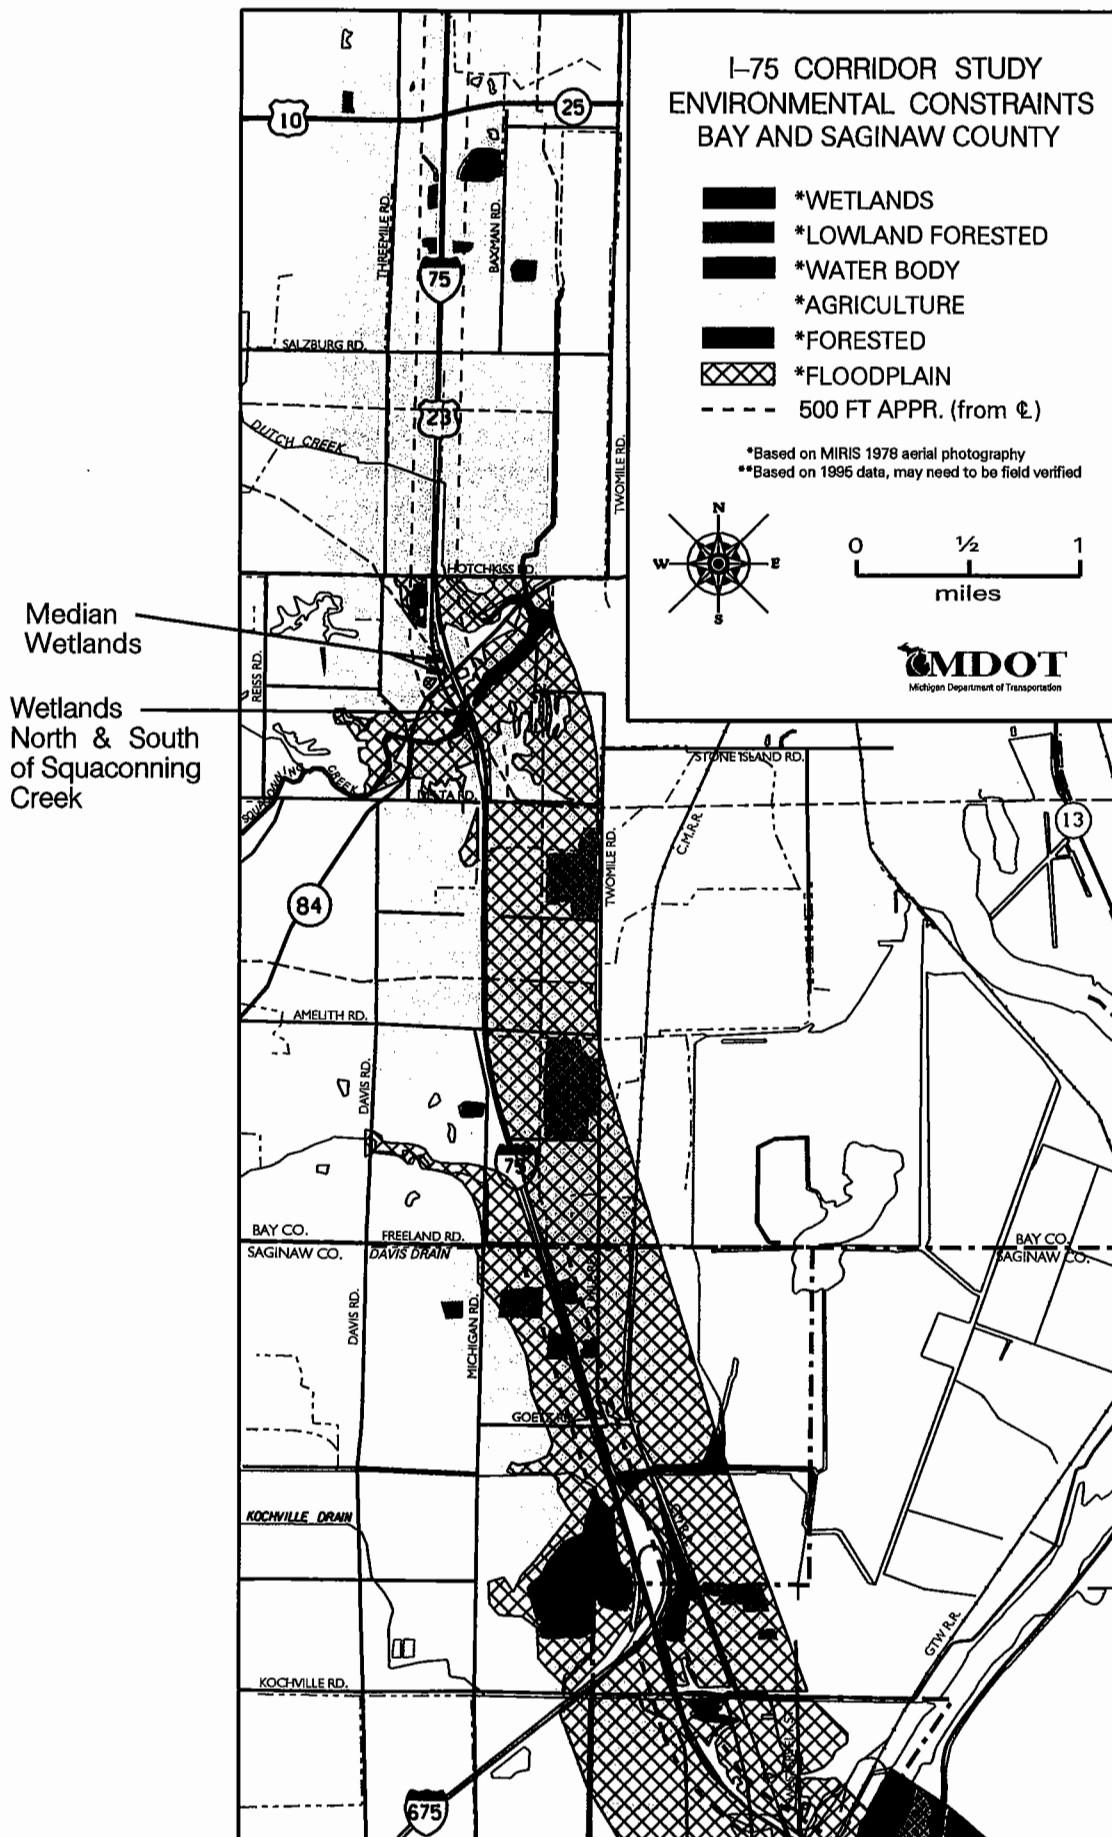 I–75 CORRIDOR STUDY
ENVIRONMENTAL CONSTRAINTS
BAY AND SAGINAW COUNTY
*WETLANDS
*LOWLAND FORESTED
*WATER BODY
*AGRICULTURE
*FORESTED
*FLOODPLAIN
500 FT APPR. (from ℄)
*Based on MIRIS 1978 aerial photography
**Based on 1995 data, may need to be field verified
N
W E
S
0 ½ 1
miles
MDOT
Michigan Department of Transportation
10
25
THREEMILE RD.
BAXMAN RD.
75
SALZBURG RD.
23
DUTCH CREEK
TWOMILE RD.
HOTCHKISS RD.
Median
Wetlands
REISS RD.
Wetlands
North & South
of Squaconning
Creek
SQUACONNING CREEK
STONE ISLAND RD.
13
C.M.R.R.
TWOMILE RD.
84
AMELITH RD.
DAVIS RD.
75
BAY CO.
FREELAND RD.
SAGINAW CO.
DAVIS DRAIN
BAY CO.
SAGINAW CO.
DAVIS RD.
MICHIGAN RD.
KOCHVILLE DRAIN
GTW R.R.
KOCHVILLE RD.
675